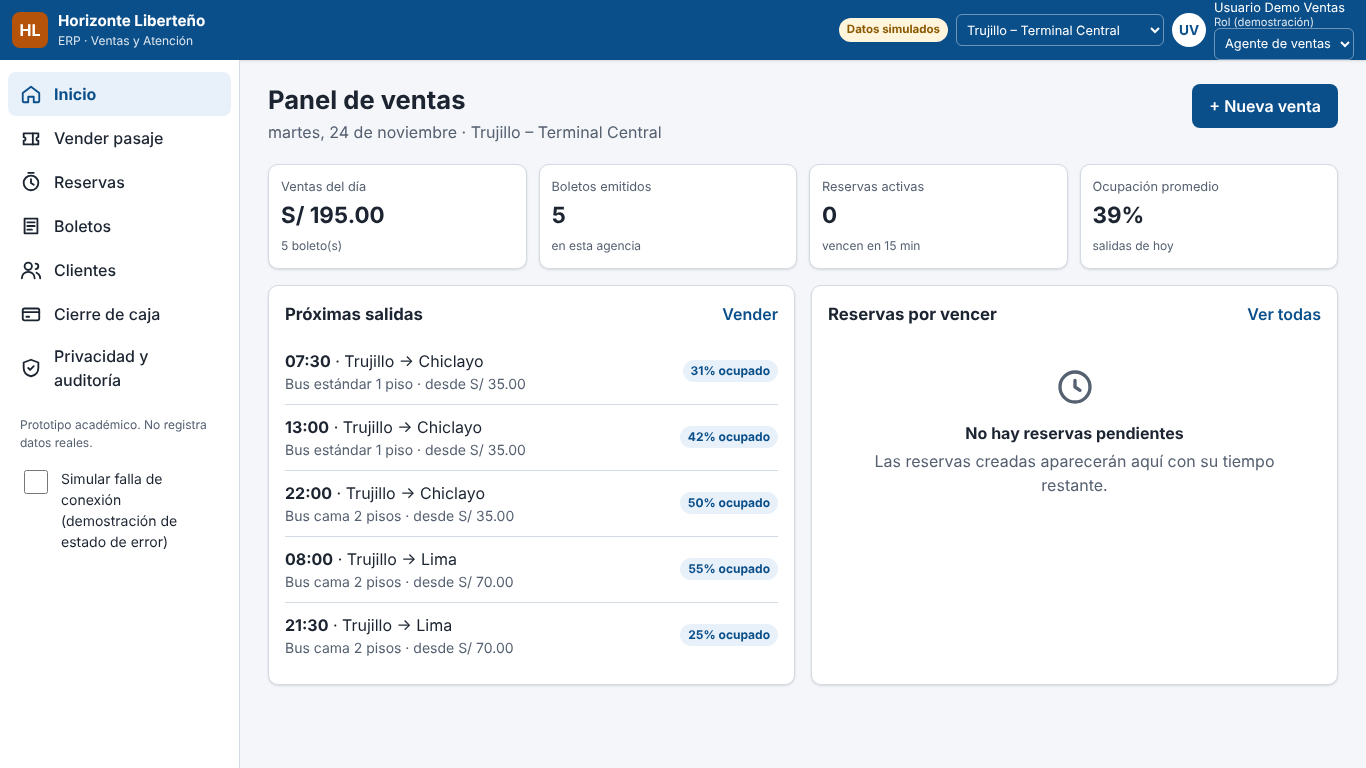 HL
Horizonte Liberteño
ERP · Ventas y Atención
Datos simulados
Trujillo – Terminal Central
UV
Usuario Demo Ventas
Rol (demostración)
Agente de ventas
Inicio
Vender pasaje
Reservas
Boletos
Clientes
Cierre de caja
Privacidad y
auditoría
Prototipo académico. No registra
datos reales.
Simular falla de
conexión
(demostración de
estado de error)
Panel de ventas
martes, 24 de noviembre · Trujillo – Terminal Central
+ Nueva venta
Ventas del día
S/ 195.00
5 boleto(s)
Boletos emitidos
5
en esta agencia
Reservas activas
0
vencen en 15 min
Ocupación promedio
39%
salidas de hoy
Próximas salidas
Vender
07:30 · Trujillo → Chiclayo
Bus estándar 1 piso · desde S/ 35.00
31% ocupado
13:00 · Trujillo → Chiclayo
Bus estándar 1 piso · desde S/ 35.00
42% ocupado
22:00 · Trujillo → Chiclayo
Bus cama 2 pisos · desde S/ 35.00
50% ocupado
08:00 · Trujillo → Lima
Bus cama 2 pisos · desde S/ 70.00
55% ocupado
21:30 · Trujillo → Lima
Bus cama 2 pisos · desde S/ 70.00
25% ocupado
Reservas por vencer
Ver todas
No hay reservas pendientes
Las reservas creadas aparecerán aquí con su tiempo
restante.